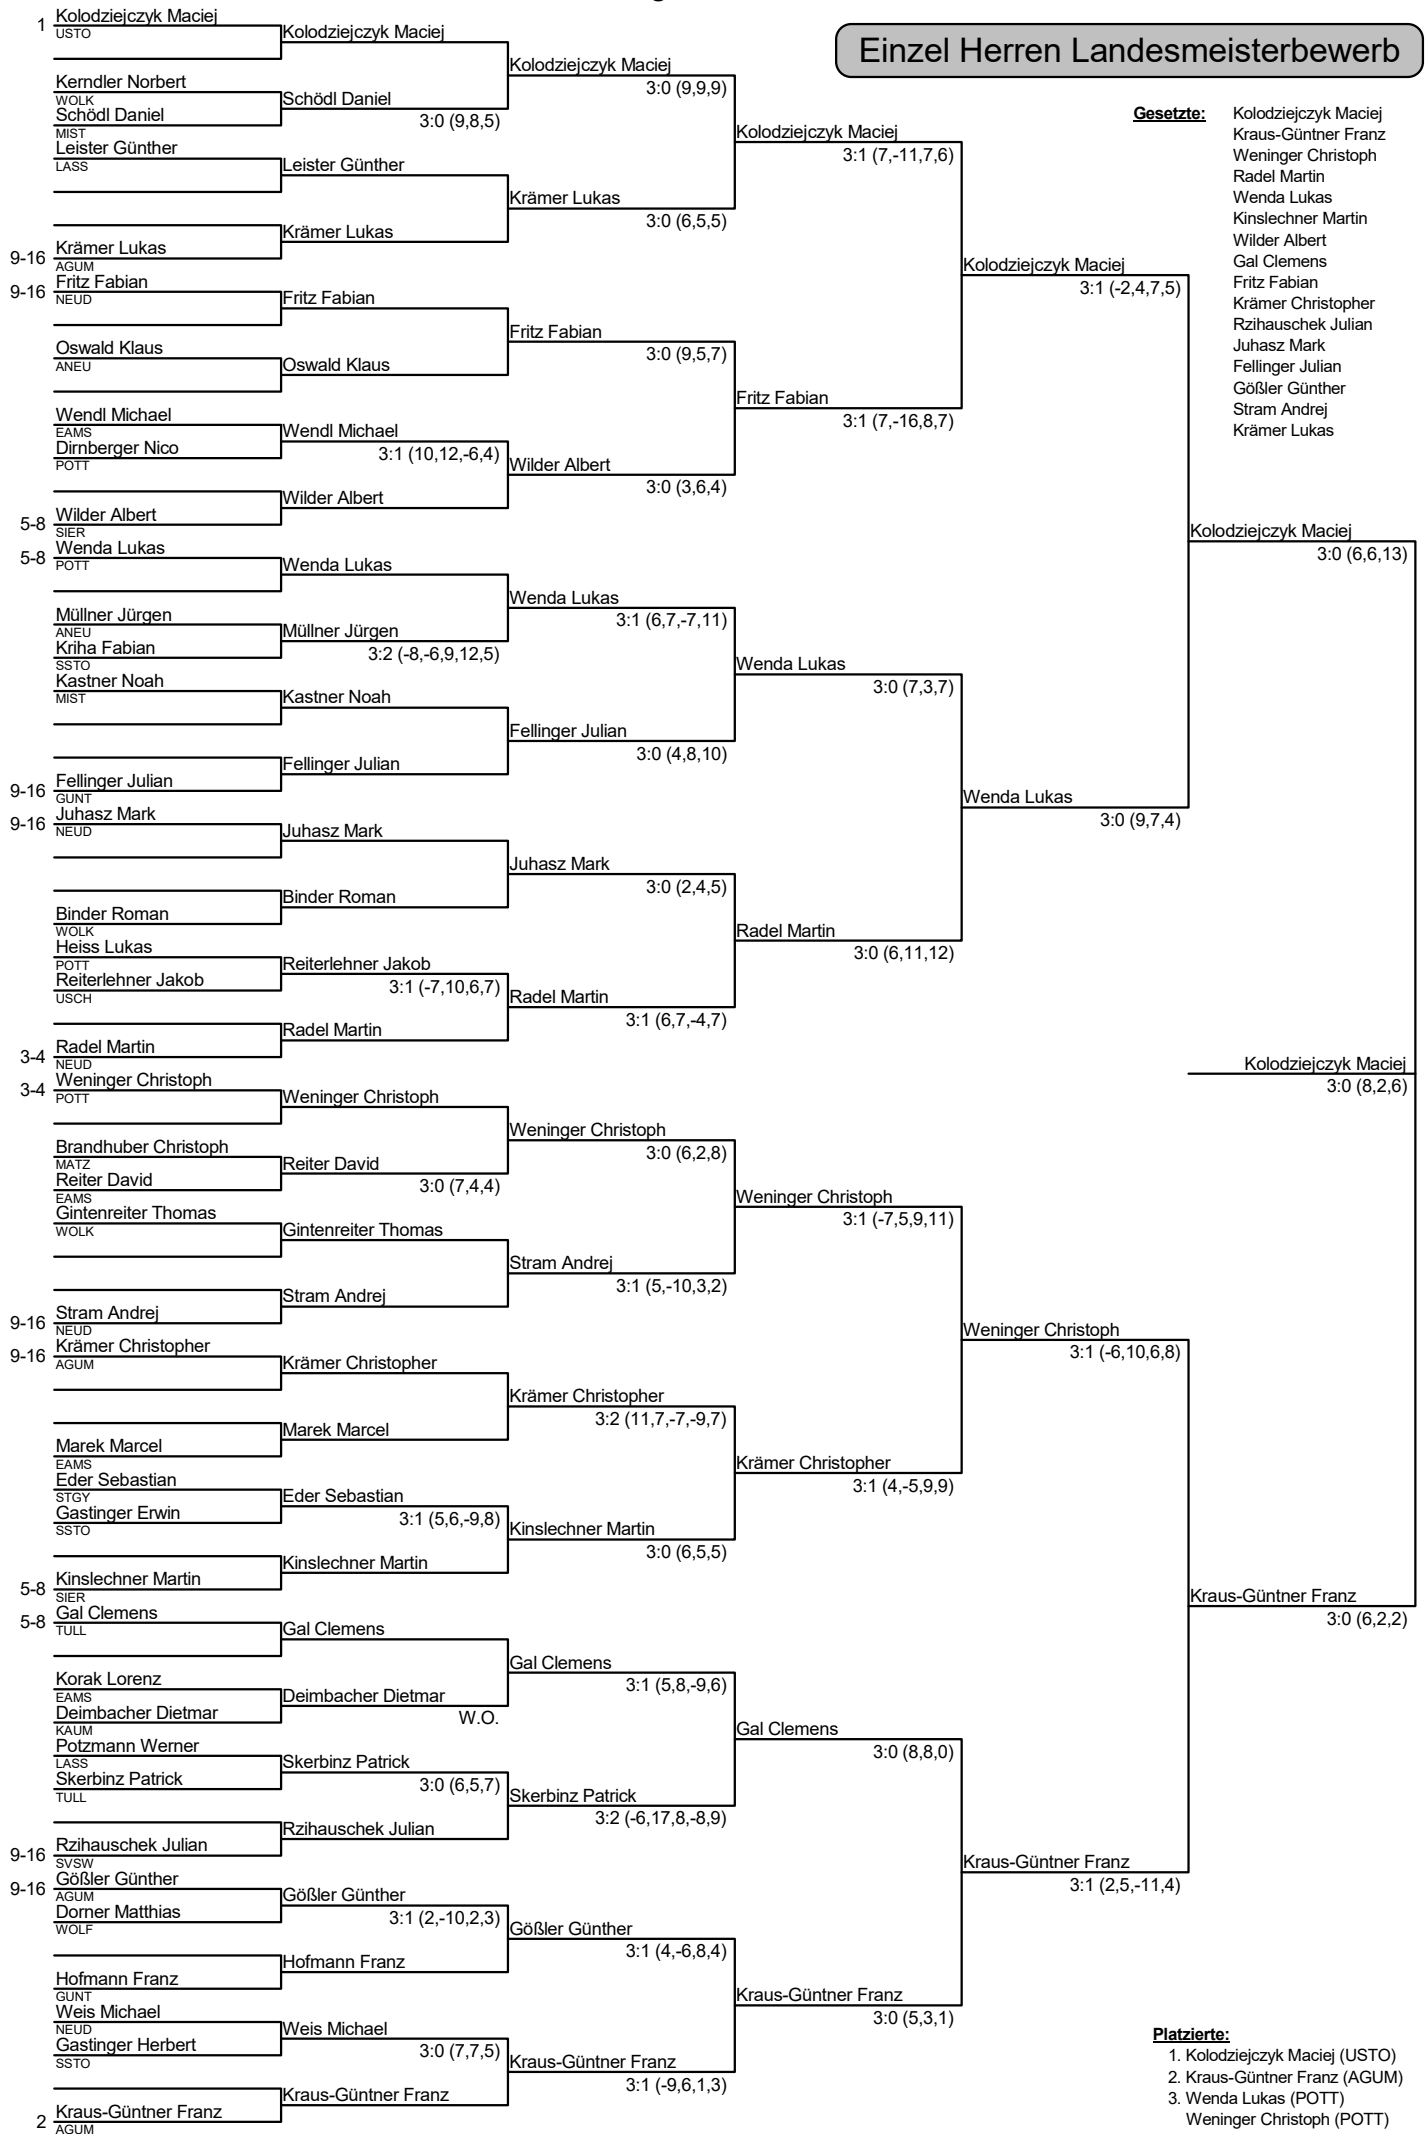 Einzel Herren Landesmeisterbewerb
Gesetzte:
Kolodziejczyk Maciej
Kraus-Güntner Franz
Weninger Christoph
Radel Martin
Wenda Lukas
Kinslechner Martin
Wilder Albert
Gal Clemens
Fritz Fabian
Krämer Christopher
Rzihauschek Julian
Juhasz Mark
Fellinger Julian
Gößler Günther
Stram Andrej
Krämer Lukas
1 Kolodziejczyk Maciej
USTO
Kerndler Norbert
WOLK
Schödl Daniel
MIST
Leister Günther
LASS
9-16 Krämer Lukas
AGUM
9-16 Fritz Fabian
NEUD
Oswald Klaus
ANEU
Wendl Michael
EAMS
Dirnberger Nico
POTT
5-8 Wilder Albert
SIER
5-8 Wenda Lukas
POTT
Müllner Jürgen
ANEU
Kriha Fabian
SSTO
Kastner Noah
MIST
9-16 Fellinger Julian
GUNT
9-16 Juhasz Mark
NEUD
Binder Roman
WOLK
Heiss Lukas
POTT
Reiterlehner Jakob
USCH
3-4 Radel Martin
NEUD
3-4 Weninger Christoph
POTT
Brandhuber Christoph
MATZ
Reiter David
EAMS
Gintenreiter Thomas
WOLK
9-16 Stram Andrej
NEUD
9-16 Krämer Christopher
AGUM
Marek Marcel
EAMS
Eder Sebastian
STGY
Gastinger Erwin
SSTO
5-8 Kinslechner Martin
SIER
5-8 Gal Clemens
TULL
Korak Lorenz
EAMS
Deimbacher Dietmar
KAUM
Potzmann Werner
LASS
Skerbinz Patrick
TULL
9-16 Rzihauschek Julian
SVSW
9-16 Gößler Günther
AGUM
Dorner Matthias
WOLF
Hofmann Franz
GUNT
Weis Michael
NEUD
Gastinger Herbert
SSTO
2 Kraus-Güntner Franz
AGUM
Kolodziejczyk Maciej
Schödl Daniel
3:0 (9,8,5)
Leister Günther
Krämer Lukas
Fritz Fabian
Oswald Klaus
Wendl Michael
3:1 (10,12,-6,4)
Wilder Albert
Wenda Lukas
Müllner Jürgen
3:2 (-8,-6,9,12,5)
Kastner Noah
Fellinger Julian
Juhasz Mark
Binder Roman
Reiterlehner Jakob
3:1 (-7,10,6,7)
Radel Martin
Weninger Christoph
Reiter David
3:0 (7,4,4)
Gintenreiter Thomas
Stram Andrej
Krämer Christopher
Marek Marcel
Eder Sebastian
3:1 (5,6,-9,8)
Kinslechner Martin
Gal Clemens
Deimbacher Dietmar
W.O.
Skerbinz Patrick
3:0 (6,5,7)
Rzihauschek Julian
Gößler Günther
3:1 (2,-10,2,3)
Hofmann Franz
Weis Michael
3:0 (7,7,5)
Kraus-Güntner Franz
Kolodziejczyk Maciej
3:0 (9,9,9)
Krämer Lukas
3:0 (6,5,5)
Fritz Fabian
3:0 (9,5,7)
Wilder Albert
3:0 (3,6,4)
Wenda Lukas
3:1 (6,7,-7,11)
Fellinger Julian
3:0 (4,8,10)
Juhasz Mark
3:0 (2,4,5)
Radel Martin
3:1 (6,7,-4,7)
Weninger Christoph
3:0 (6,2,8)
Stram Andrej
3:1 (5,-10,3,2)
Krämer Christopher
3:2 (11,7,-7,-9,7)
Kinslechner Martin
3:0 (6,5,5)
Gal Clemens
3:1 (5,8,-9,6)
Skerbinz Patrick
3:2 (-6,17,8,-8,9)
Gößler Günther
3:1 (4,-6,8,4)
Kraus-Güntner Franz
3:1 (-9,6,1,3)
Kolodziejczyk Maciej
3:1 (7,-11,7,6)
Fritz Fabian
3:1 (7,-16,8,7)
Wenda Lukas
3:0 (7,3,7)
Radel Martin
3:0 (6,11,12)
Weninger Christoph
3:1 (-7,5,9,11)
Krämer Christopher
3:1 (4,-5,9,9)
Gal Clemens
3:0 (8,8,0)
Kraus-Güntner Franz
3:0 (5,3,1)
Kolodziejczyk Maciej
3:1 (-2,4,7,5)
Wenda Lukas
3:0 (9,7,4)
Weninger Christoph
3:1 (-6,10,6,8)
Kraus-Güntner Franz
3:1 (2,5,-11,4)
Kolodziejczyk Maciej
3:0 (6,6,13)
Kraus-Güntner Franz
3:0 (6,2,2)
Kolodziejczyk Maciej
3:0 (8,2,6)
Platzierte:
1. Kolodziejczyk Maciej (USTO)
2. Kraus-Güntner Franz (AGUM)
3. Wenda Lukas (POTT)
Weninger Christoph (POTT)